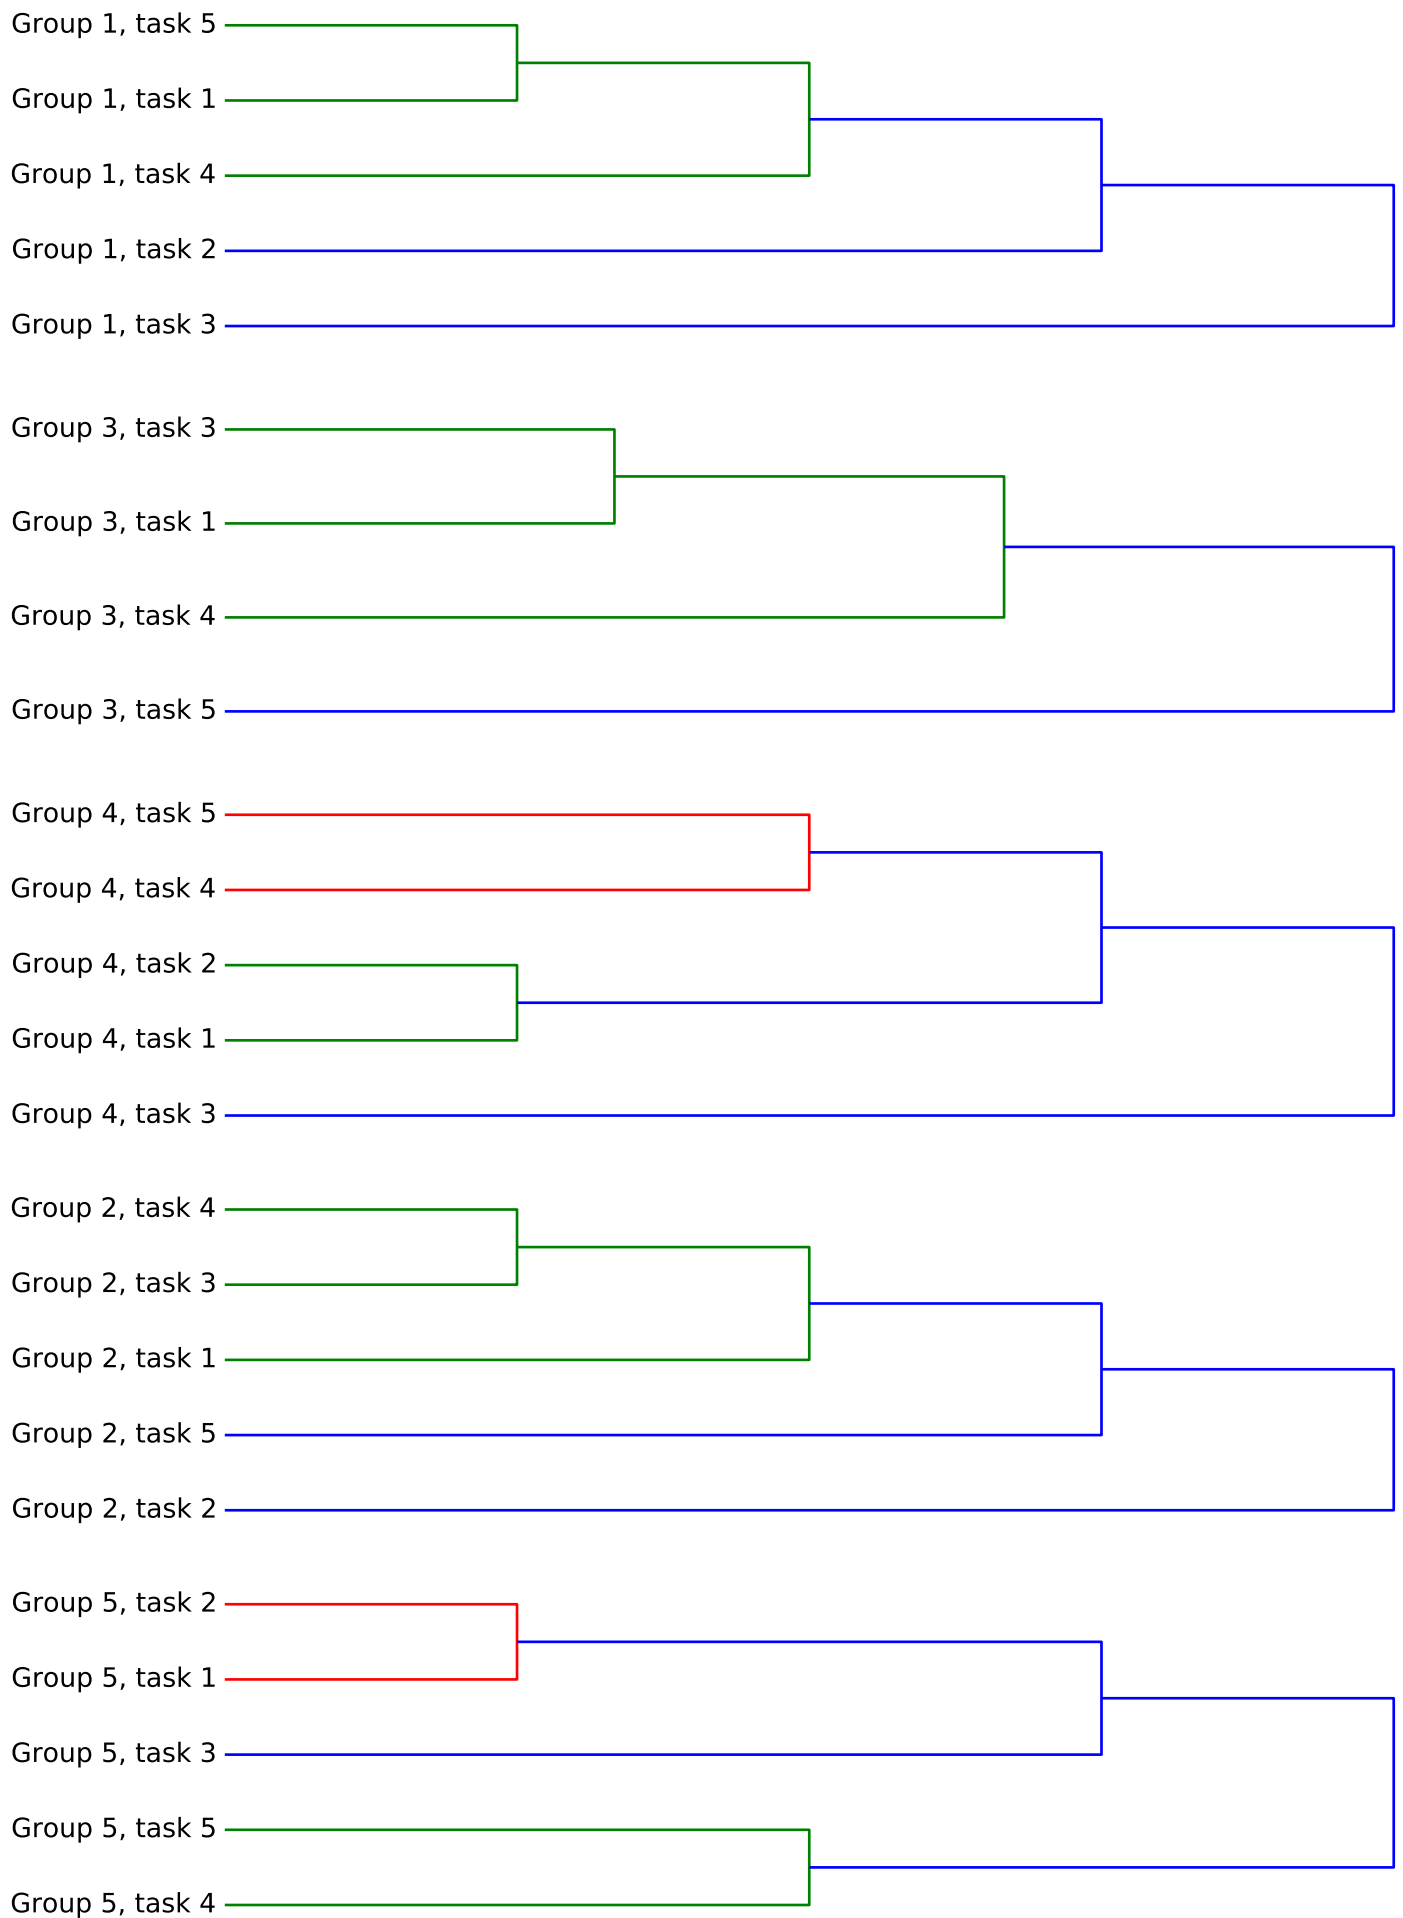 Group 1, task 5
Group 1, task 1
Group 1, task 4
Group 1, task 2
Group 1, task 3
Group 3, task 3
Group 3, task 1
Group 3, task 4
Group 3, task 5
Group 4, task 5
Group 4, task 4
Group 4, task 2
Group 4, task 1
Group 4, task 3
Group 2, task 4
Group 2, task 3
Group 2, task 1
Group 2, task 5
Group 2, task 2
Group 5, task 2
Group 5, task 1
Group 5, task 3
Group 5, task 5
Group 5, task 4